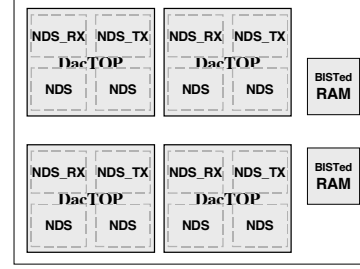 NDS_RX NDS_TX NDS_RX NDS_TX
DacTOP DacTOP
NDS NDS NDS NDS
BISTed
RAM
NDS_RX NDS_TX NDS_RX NDS_TX
DacTOP DacTOP
NDS NDS NDS NDS
BISTed
RAM